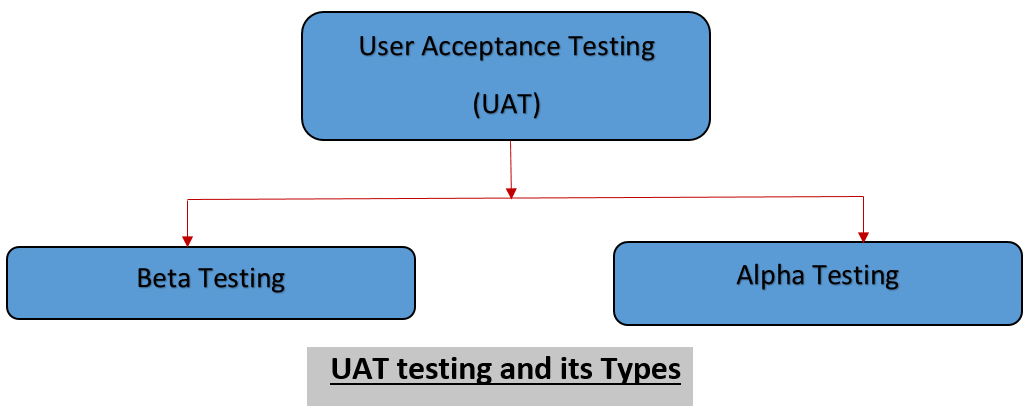 User Acceptance Testing
(UAT)
Beta Testing
Alpha Testing
UAT testing and its Types